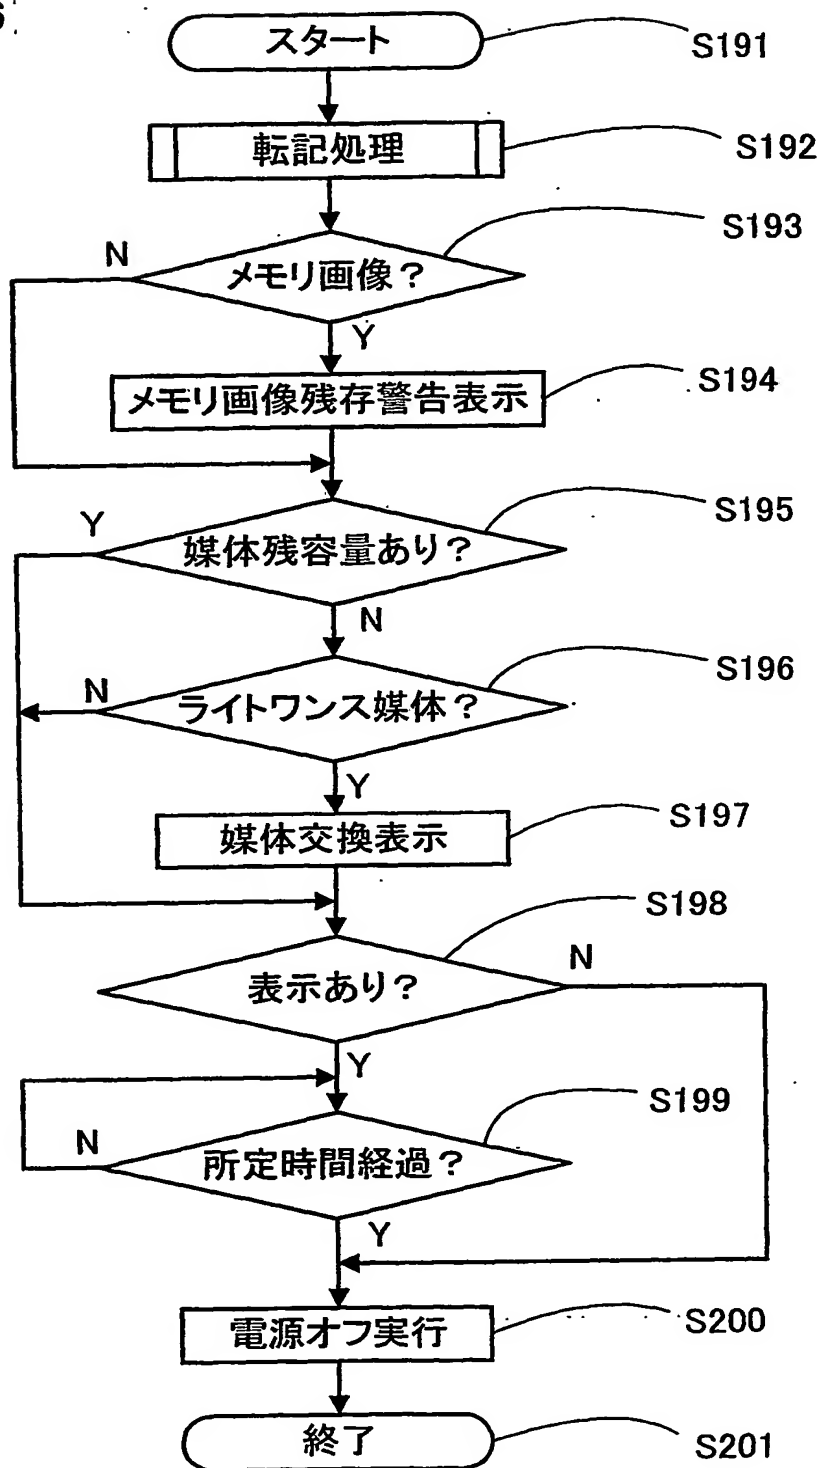 スタート
S191
転記処理
S192
S193
N
メモリ画像？
Y
S194
メモリ画像残存警告表示
S195
Y
媒体残容量あり？
N
S196
N
ライトワンス媒体？
Y
S197
媒体交換表示
S198
N
表示あり？
Y
S199
N
所定時間経過？
Y
S200
電源オフ実行
終了
S201